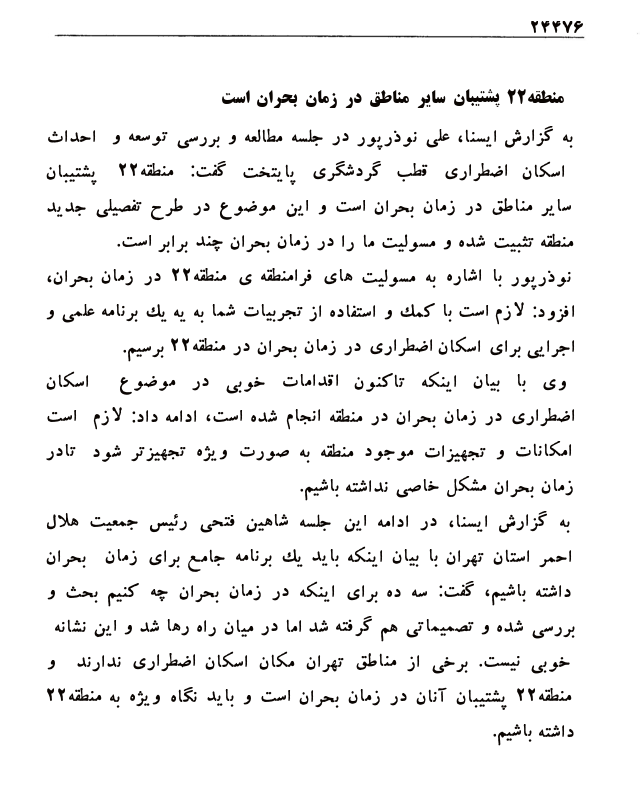 ۲۴۴۷۶
منطقه۲۲ پشتیبان سایر مناطق در زمان بحران است
به گزارش ایسنا، علی نوذرپور در جلسه مطالعه و بررسی توسعه و احداث
اسکان اضطراری قطب گردشگری پایتخت گفت: منطقه۲۲ پشتیبان
سایر مناطق در زمان بحران است و این موضوع در طرح تفصیلی جدید
منطقه تثبیت شده و مسولیت ما را در زمان بحران چند برابر است.
نوذرپور با اشاره به مسولیت های فرامنطقه ی منطقه۲۲ در زمان بحران،
افزود: لازم است با کمك و استفاده از تجربیات شما به یه یك برنامه علمی و
اجرایی برای اسکان اضطراری در زمان بحران در منطقه۲۲ برسیم.
وی با بیان اینکه تاکنون اقدامات خوبی در موضوع اسکان
اضطراری در زمان بحران در منطقه انجام شده است، ادامه داد: لازم است
امکانات و تجهیزات موجود منطقه به صورت ویژه تجهیزتر شود تادر
زمان بحران مشکل خاصی نداشته باشیم.
به گزارش ایسنا، در ادامه این جلسه شاهین فتحی رئیس جمعیت هلال
احمر استان تهران با بیان اینکه باید یك برنامه جامع برای زمان بحران
داشته باشیم، گفت: سه ده برای اینکه در زمان بحران چه کنیم بحث و
بررسی شده و تصمیماتی هم گرفته شد اما در میان راه رها شد و این نشانه
خوبی نیست. برخی از مناطق تهران مکان اسکان اضطراری ندارند و
منطقه۲۲ پشتیبان آنان در زمان بحران است و باید نگاه ویژه به منطقه۲۲
داشته باشیم.